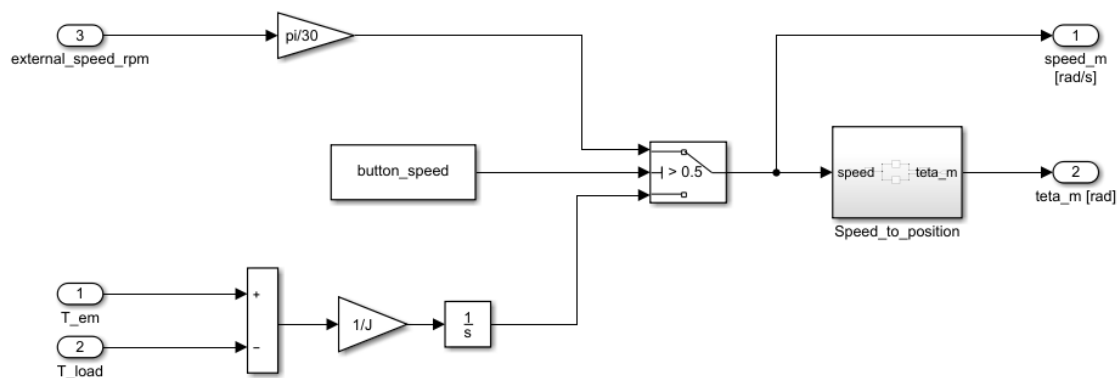 3
external_speed_rpm
pi/30
1
speed_m
[rad/s]
button_speed
> 0.5
speed
teta_m
Speed_to_position
2
teta_m [rad]
1
T_em
+
−
1/J
1
s
2
T_load